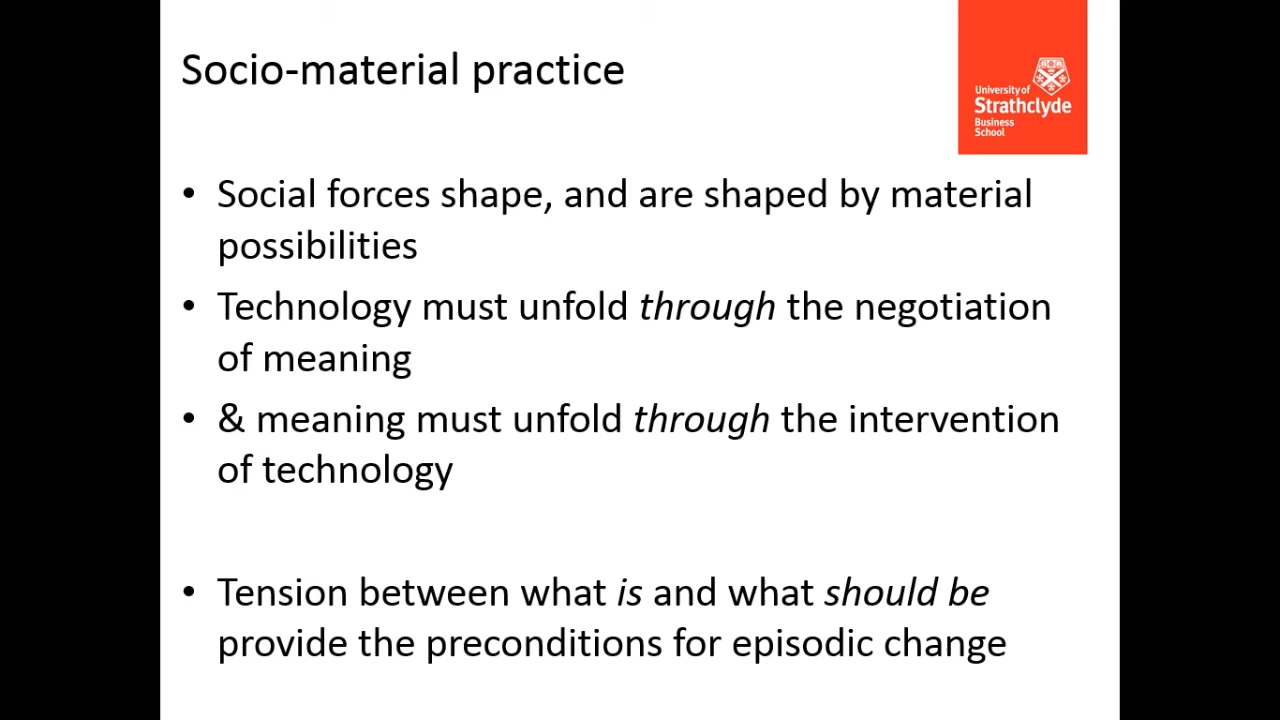 Socio-material practice
University of
Strathclyde
Business
School
• Social forces shape, and are shaped by material
possibilities
• Technology must unfold through the negotiation
of meaning
• & meaning must unfold through the intervention
of technology
• Tension between what is and what should be
provide the preconditions for episodic change